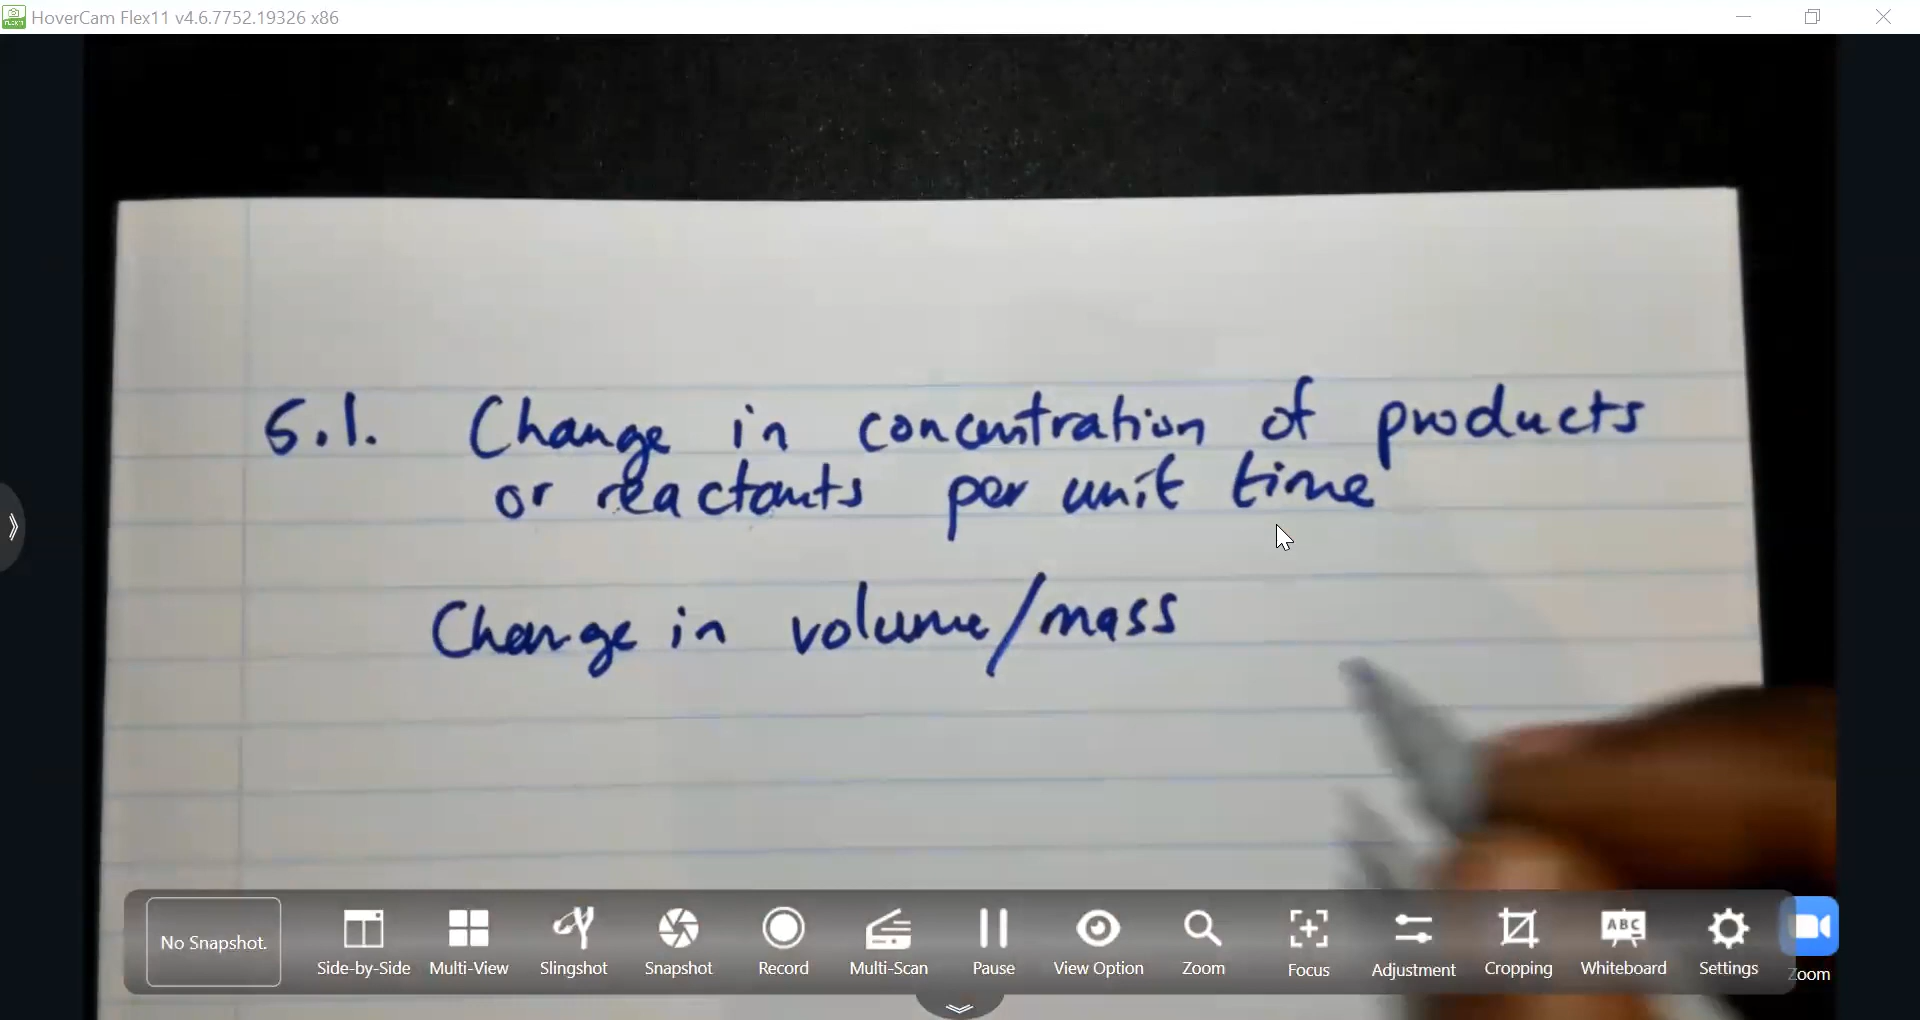 HoverCam Flex11 v4.6.7752.19326 x86
5.1. Change in concentration of products
or reactants per unit time
Change in volume/mass
No Snapshot.
Side-by-Side
Multi-View
Slingshot
Snapshot
Record
Multi-Scan
Pause
View Option
Zoom
Focus
Adjustment
Cropping
ABC
Whiteboard
Settings
Zoom